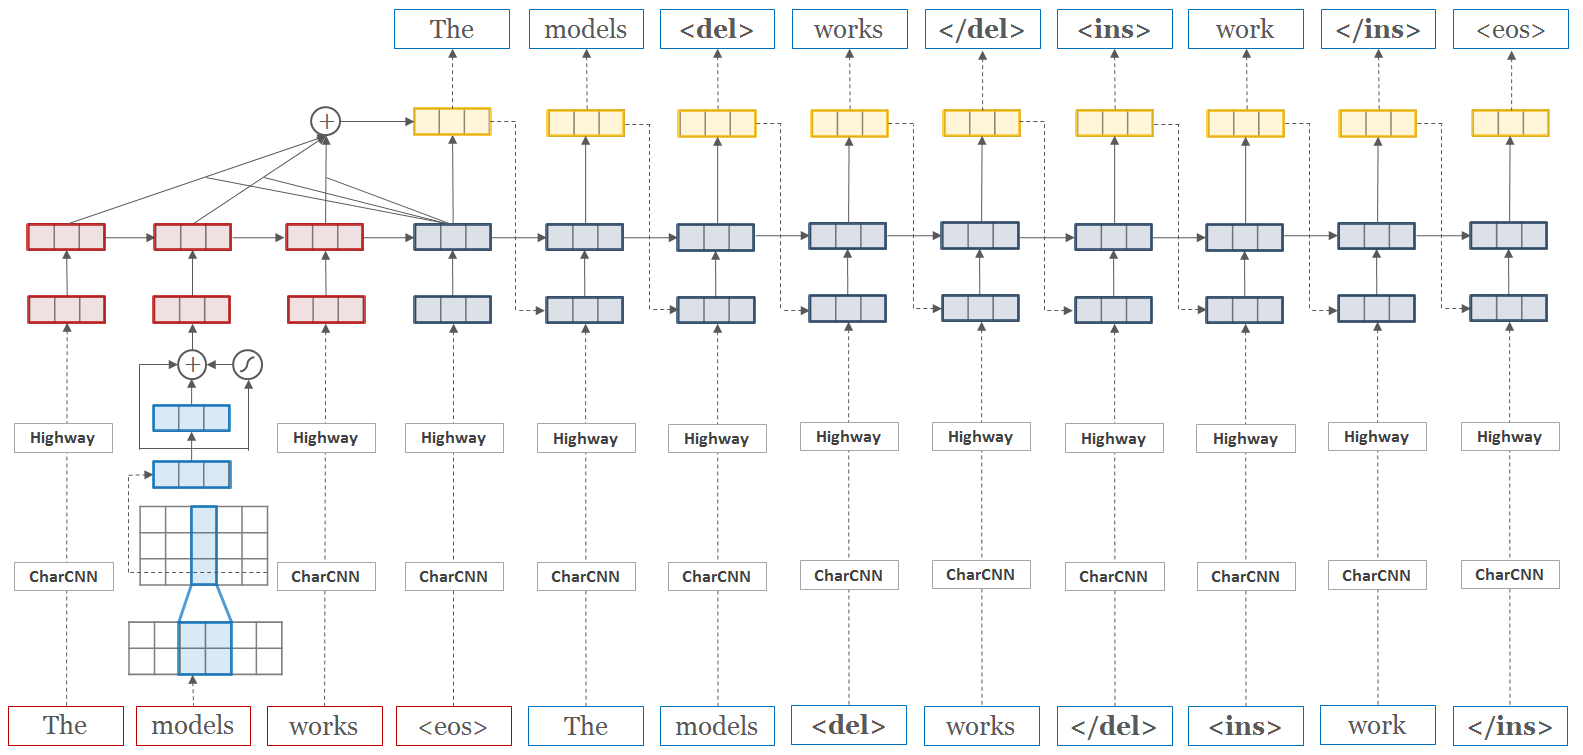 The models <del> works </del> <ins> work </ins> <eos>
Highway Highway Highway Highway Highway Highway Highway Highway Highway Highway Highway
CharCNN CharCNN CharCNN CharCNN CharCNN CharCNN CharCNN CharCNN CharCNN CharCNN CharCNN
The models works <eos> The models <del> works </del> <ins> work </ins>